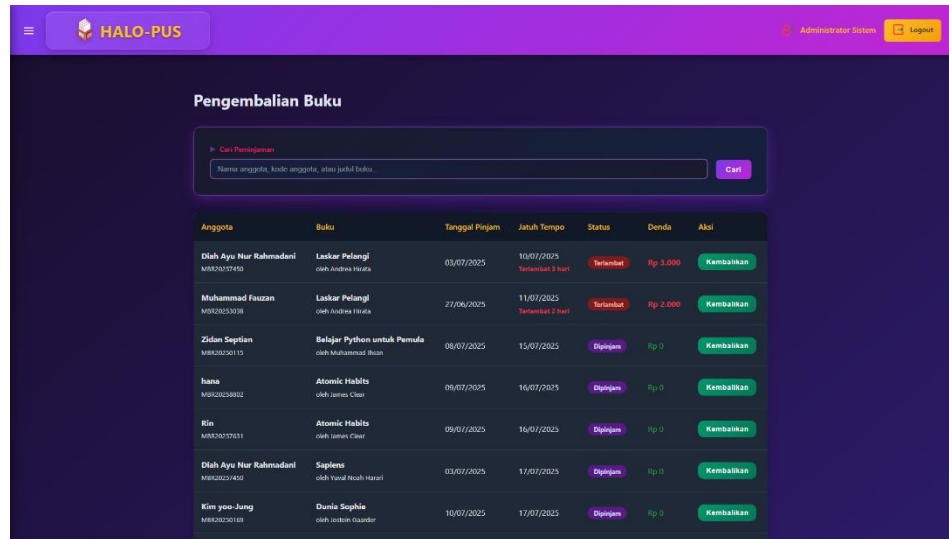 HALO-PUS
Administrator Sistem
Logout
Pengembalian Buku
Cari Peminjaman
Nama anggota, kode anggota, atau judul buku...
Cari
Anggota Buku Tanggal Pinjam Jatuh Tempo Status Denda Aksi
Diah Ayu Nur Rahmadani Laskar Pelangi 03/07/2025 10/07/2025 Terlambat Rp 3.000 Kembalikan
MBR20257450 oleh Andrea Hirata Terlambat 3 hari
Muhammad Fauzan Laskar Pelangi 27/06/2025 11/07/2025 Terlambat Rp 2.000 Kembalikan
MBR20253038 oleh Andrea Hirata Terlambat 2 hari
Zidan Septian Belajar Python untuk Pemula 08/07/2025 15/07/2025 Dipinjam Rp 0 Kembalikan
MBR20250115 oleh Muhammad Ihsan
hana Atomic Habits 09/07/2025 16/07/2025 Dipinjam Rp 0 Kembalikan
MBR20258802 oleh James Clear
Rin Atomic Habits 09/07/2025 16/07/2025 Dipinjam Rp 0 Kembalikan
MBR20257631 oleh James Clear
Diah Ayu Nur Rahmadani Sapiens 03/07/2025 17/07/2025 Dipinjam Rp 0 Kembalikan
MBR20257450 oleh Yuval Noah Harari
Kim yoo-Jung Dunia Sophie 10/07/2025 17/07/2025 Dipinjam Rp 0 Kembalikan
MBR20250169 oleh Jostein Gaarder